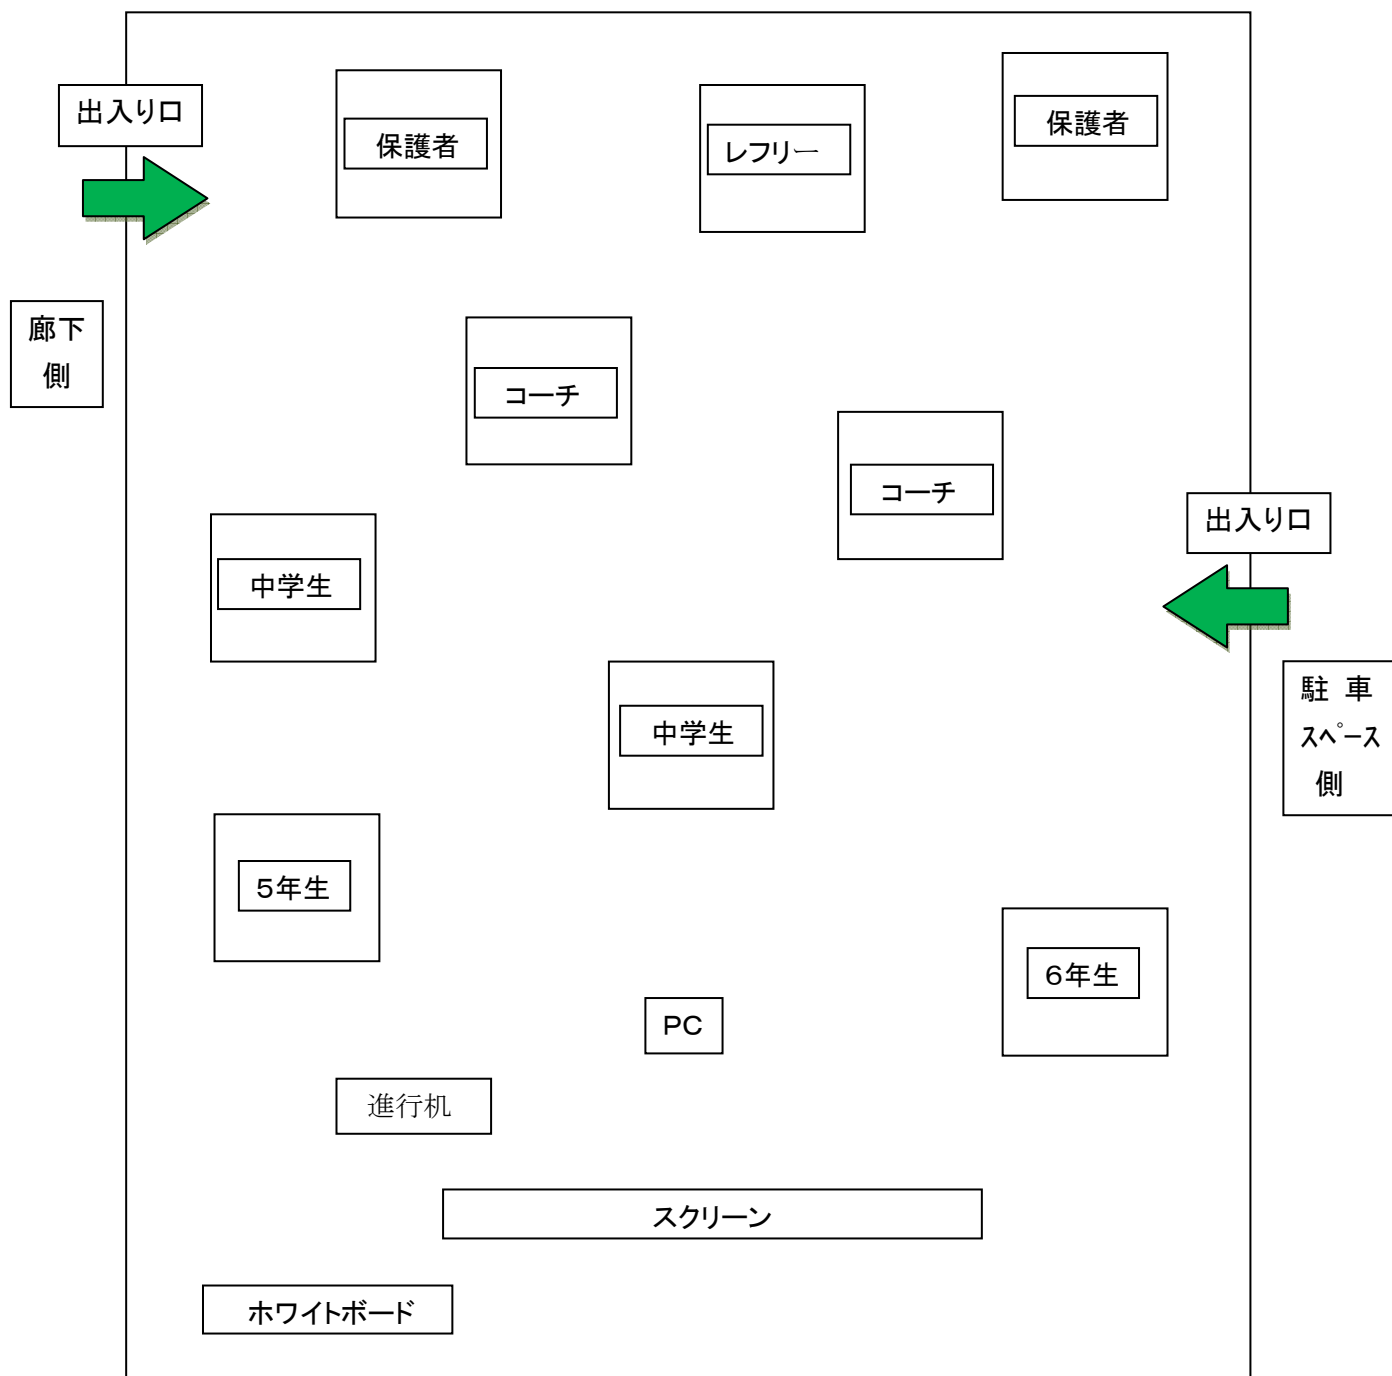 出入り口
保護者
レフリー
保護者
廊下
側
コーチ
コーチ
出入り口
中学生
駐 車
スペース
側
中学生
5年生
6年生
PC
進行机
スクリーン
ホワイトボード